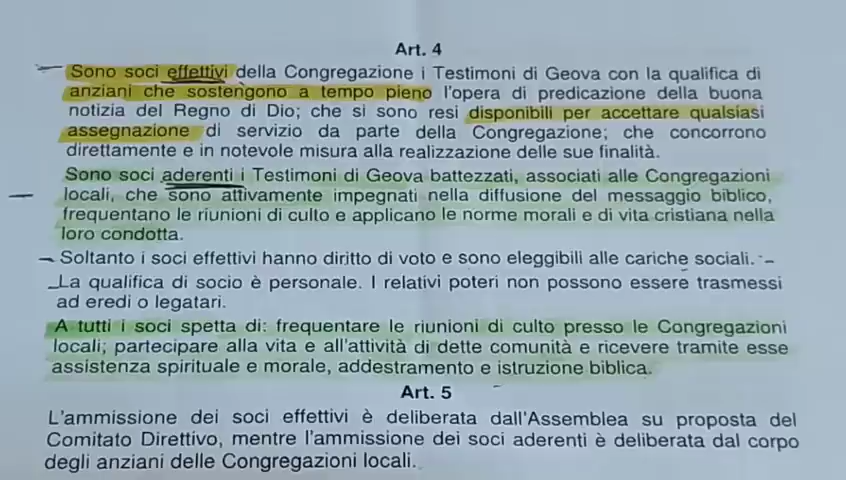 Art. 4
Sono soci effettivi della Congregazione i Testimoni di Geova con la qualifica di
anziani che sostengono a tempo pieno l'opera di predicazione della buona
notizia del Regno di Dio; che si sono resi disponibili per accettare qualsiasi
assegnazione di servizio da parte della Congregazione; che concorrono
direttamente e in notevole misura alla realizzazione delle sue finalità.
Sono soci aderenti i Testimoni di Geova battezzati, associati alle Congregazioni
locali, che sono attivamente impegnati nella diffusione del messaggio biblico,
frequentano le riunioni di culto e applicano le norme morali e di vita cristiana nella
loro condotta.
Soltanto i soci effettivi hanno diritto di voto e sono eleggibili alle cariche sociali.
La qualifica di socio è personale. I relativi poteri non possono essere trasmessi
ad eredi o legatari.
A tutti i soci spetta di: frequentare le riunioni di culto presso le Congregazioni
locali; partecipare alla vita e all'attività di dette comunità e ricevere tramite esse
assistenza spirituale e morale, addestramento e istruzione biblica.
Art. 5
L'ammissione dei soci effettivi è deliberata dall'Assemblea su proposta del
Comitato Direttivo, mentre l'ammissione dei soci aderenti è deliberata dal corpo
degli anziani delle Congregazioni locali.